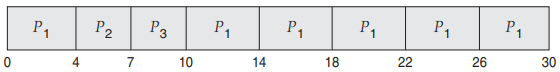 P₁ P₂ P₃ P₁ P₁ P₁ P₁ P₁
0 4 7 10 14 18 22 26 30